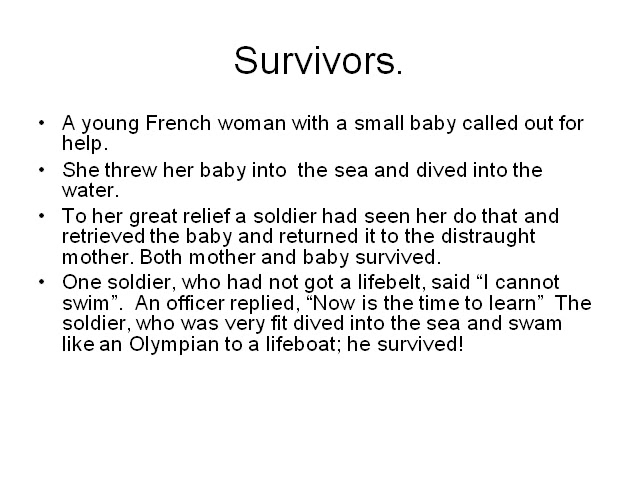 Survivors.
• A young French woman with a small baby called out for
help.
• She threw her baby into  the sea and dived into the
water.
• To her great relief a soldier had seen her do that and
retrieved the baby and returned it to the distraught
mother. Both mother and baby survived.
• One soldier, who had not got a lifebelt, said “I cannot
swim”.  An officer replied, “Now is the time to learn”  The
soldier, who was very fit dived into the sea and swam
like an Olympian to a lifeboat; he survived!